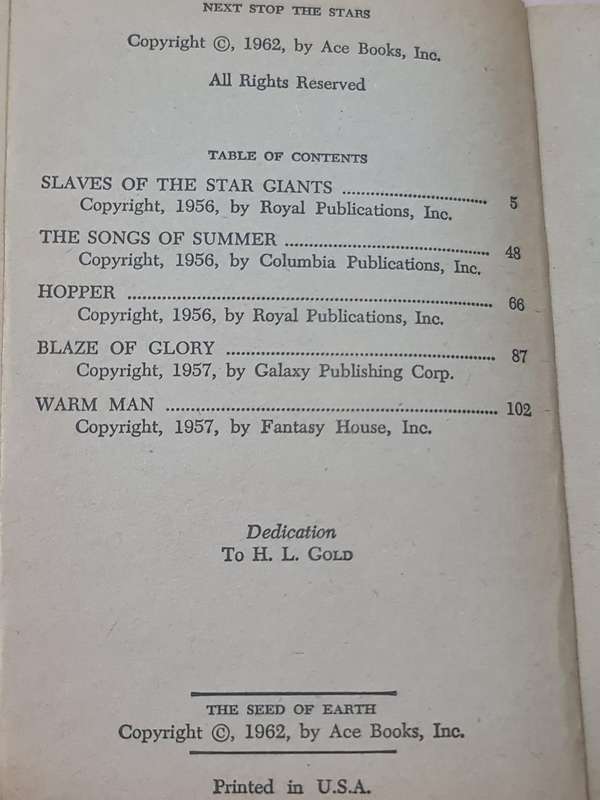 NEXT STOP THE STARS
Copyright ©, 1962, by Ace Books, Inc.
All Rights Reserved
TABLE OF CONTENTS
SLAVES OF THE STAR GIANTS ........................... 5
Copyright, 1956, by Royal Publications, Inc.
THE SONGS OF SUMMER ........................... 48
Copyright, 1956, by Columbia Publications, Inc.
HOPPER ........................... 66
Copyright, 1956, by Royal Publications, Inc.
BLAZE OF GLORY ........................... 87
Copyright, 1957, by Galaxy Publishing Corp.
WARM MAN ........................... 102
Copyright, 1957, by Fantasy House, Inc.
Dedication
To H. L. GOLD
THE SEED OF EARTH
Copyright ©, 1962, by Ace Books, Inc.
Printed in U.S.A.